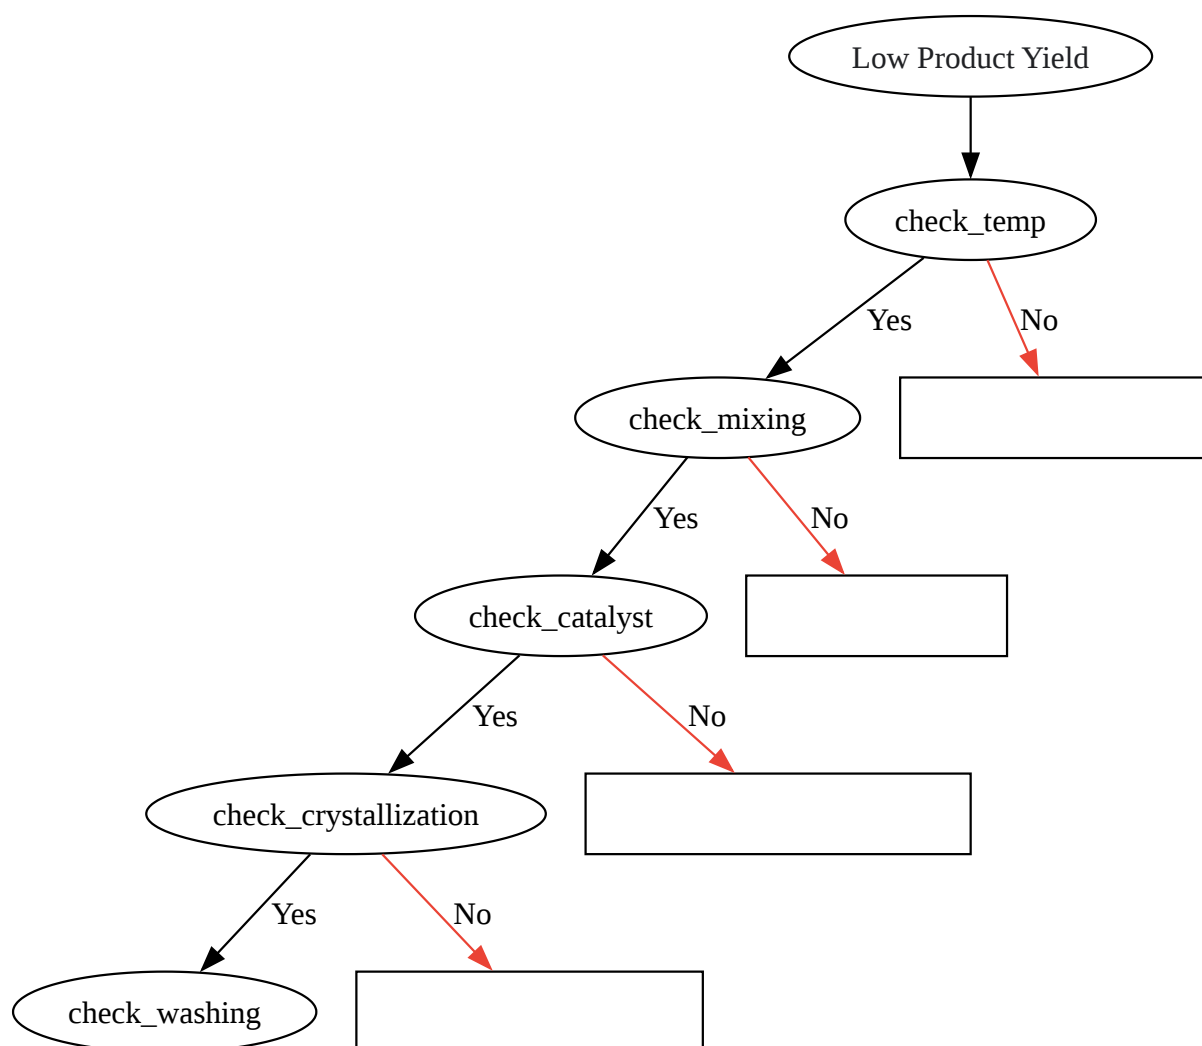 Low Product Yield
check_temp
Yes
No
check_mixing
Yes
No
check_catalyst
Yes
No
check_crystallization
Yes
No
check_washing